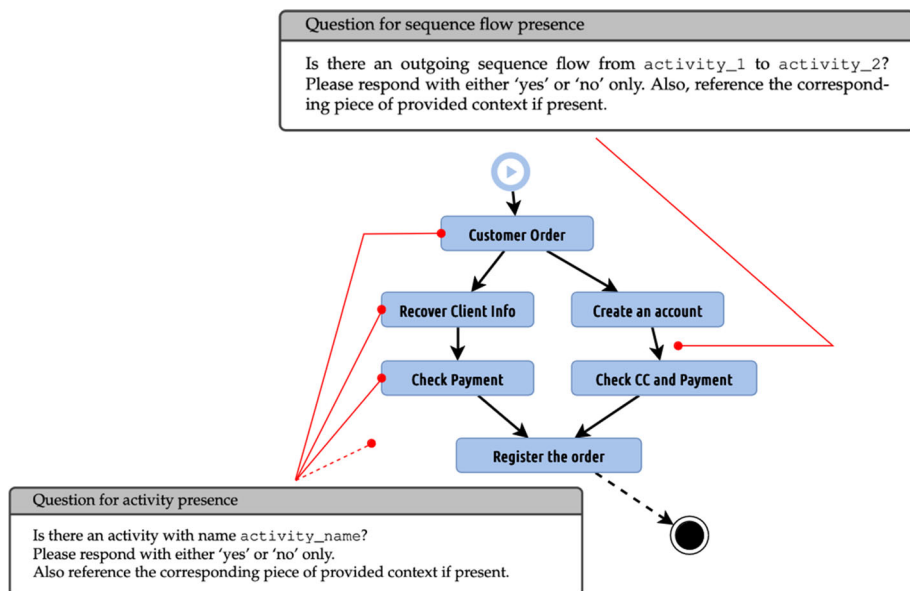 Question for sequence flow presence
Is there an outgoing sequence flow from activity_1 to activity_2?
Please respond with either ‘yes’ or ‘no’ only. Also, reference the correspond-
ing piece of provided context if present.
Customer Order
Recover Client Info
Create an account
Check Payment
Check CC and Payment
Register the order
Question for activity presence
Is there an activity with name activity_name?
Please respond with either ‘yes’ or ‘no’ only.
Also reference the corresponding piece of provided context if present.